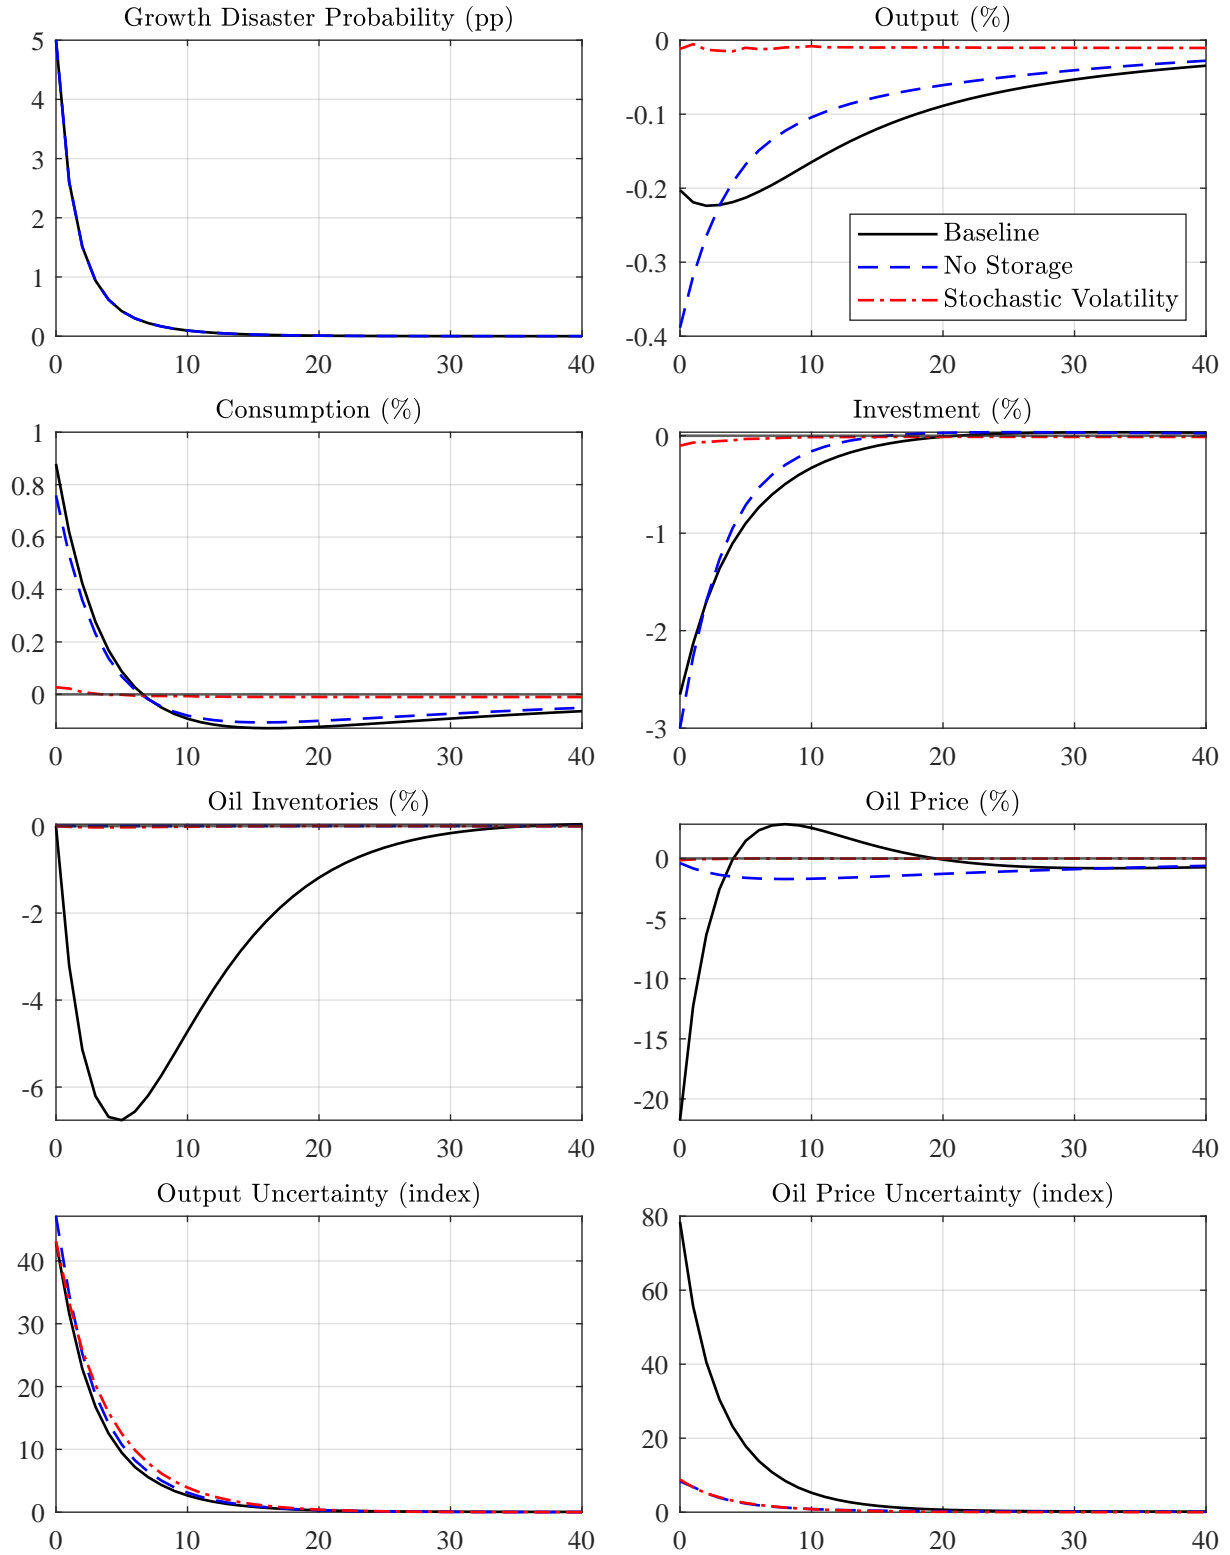 Growth Disaster Probability (pp)
5
4
3
2
1
0
0 10 20 30 40
Output (%)
0
-0.1
-0.2
-0.3
-0.4
Baseline
No Storage
Stochastic Volatility
0 10 20 30 40
Consumption (%)
1
0.8
0.6
0.4
0.2
0
0 10 20 30 40
Investment (%)
0
-1
-2
-3
0 10 20 30 40
Oil Inventories (%)
0
-2
-4
-6
0 10 20 30 40
Oil Price (%)
0
-5
-10
-15
-20
0 10 20 30 40
Output Uncertainty (index)
40
30
20
10
0
0 10 20 30 40
Oil Price Uncertainty (index)
80
60
40
20
0
0 10 20 30 40